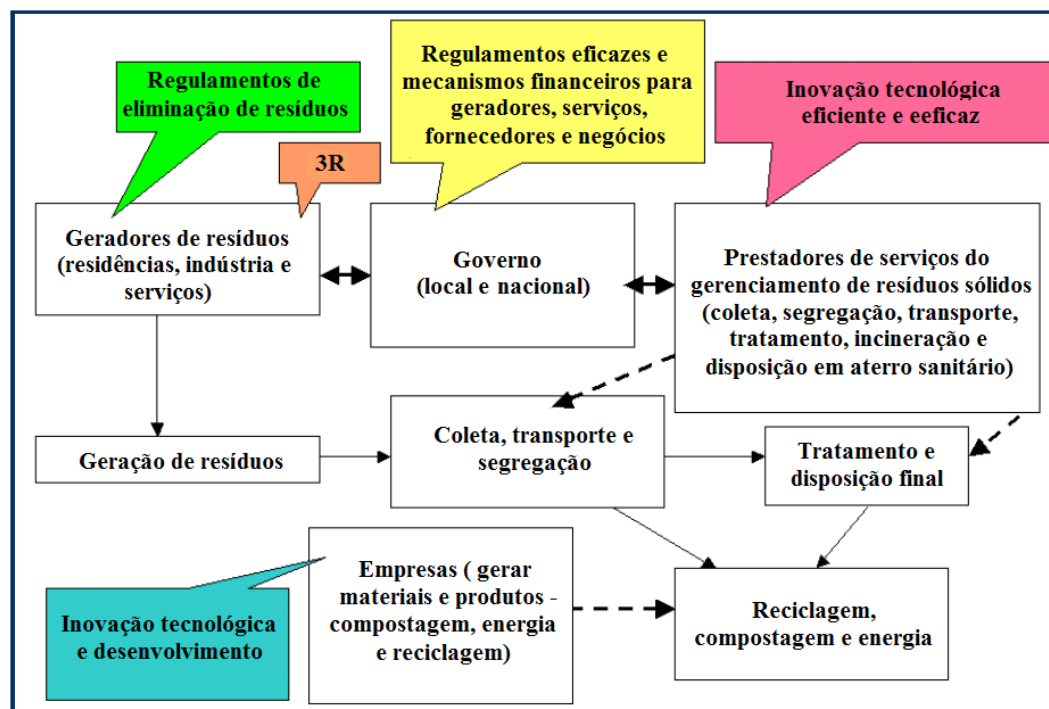 Regulamentos de
eliminação de resíduos
Regulamentos eficazes e
mecanismos financeiros para
geradores, serviços,
fornecedores e negócios
Inovação tecnológica
eficiente e eeficaz
3R
Geradores de resíduos
(residências, indústria e
serviços)
Governo
(local e nacional)
Prestadores de serviços do
gerenciamento de resíduos sólidos
(coleta, segregação, transporte,
tratamento, incineração e
disposição em aterro sanitário)
Geração de resíduos
Coleta, transporte e
segregação
Tratamento e
disposição final
Inovação tecnológica
e desenvolvimento
Empresas ( gerar
materiais e produtos -
compostagem, energia
e reciclagem)
Reciclagem,
compostagem e energia